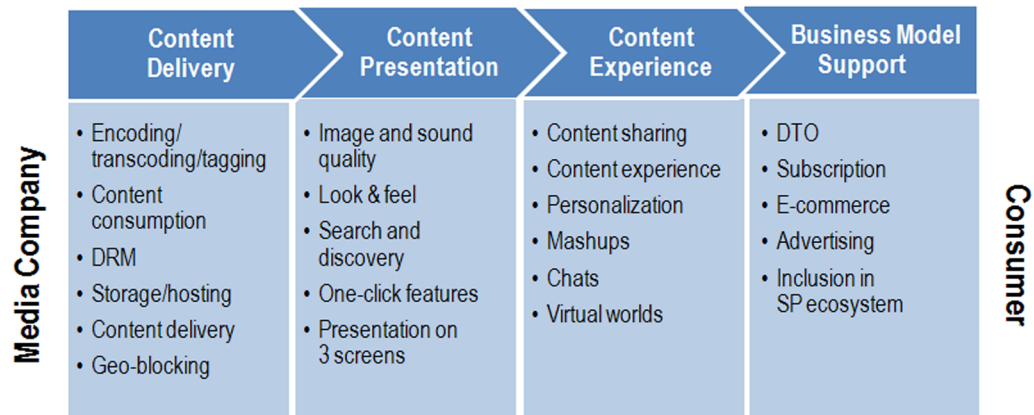 Media Company
Content
Delivery
• Encoding/
transcoding/tagging
• Content
consumption
• DRM
• Storage/hosting
• Content delivery
• Geo-blocking
Content
Presentation
• Image and sound
quality
• Look & feel
• Search and
discovery
• One-click features
• Presentation on
3 screens
Content
Experience
• Content sharing
• Content experience
• Personalization
• Mashups
• Chats
• Virtual worlds
Business Model
Support
• DTO
• Subscription
• E-commerce
• Advertising
• Inclusion in
SP ecosystem
Consumer